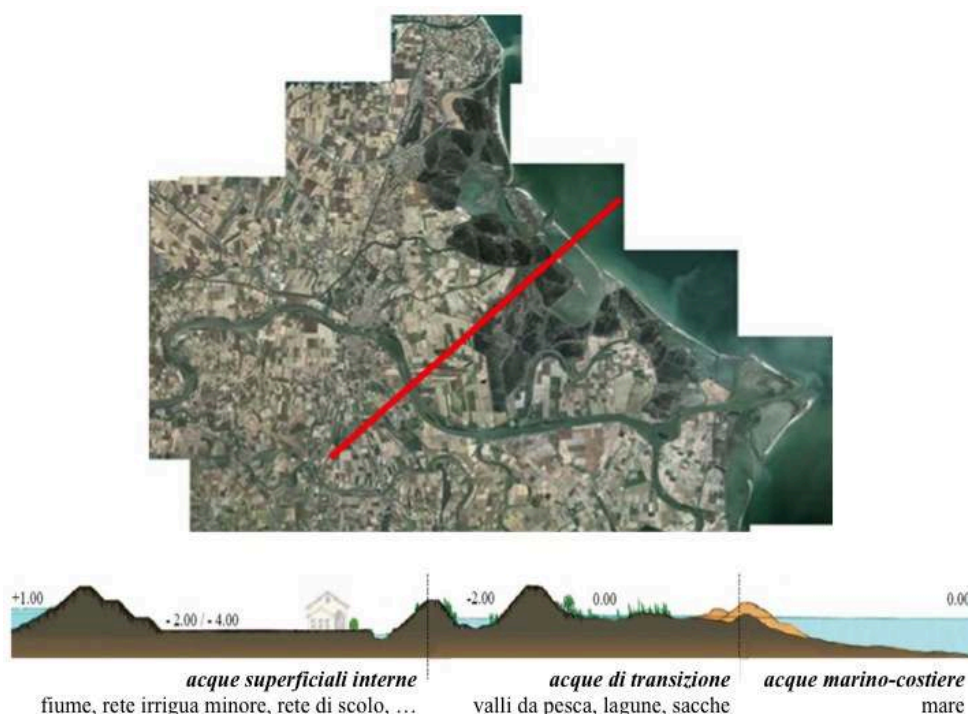 +1.00
- 2.00 / - 4.00
-2.00
0.00
0.00
acque superficiali interne
fiume, rete irrigua minore, rete di scolo, …
acque di transizione
valli da pesca, lagune, sacche
acque marino-costiere
mare